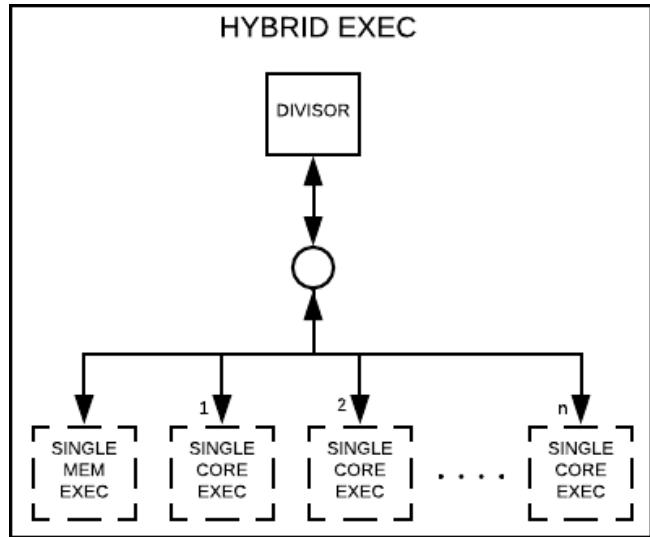 HYBRID EXEC
DIVISOR
1
2
n
SINGLE
MEM
EXEC
SINGLE
CORE
EXEC
SINGLE
CORE
EXEC
. . . .
SINGLE
CORE
EXEC